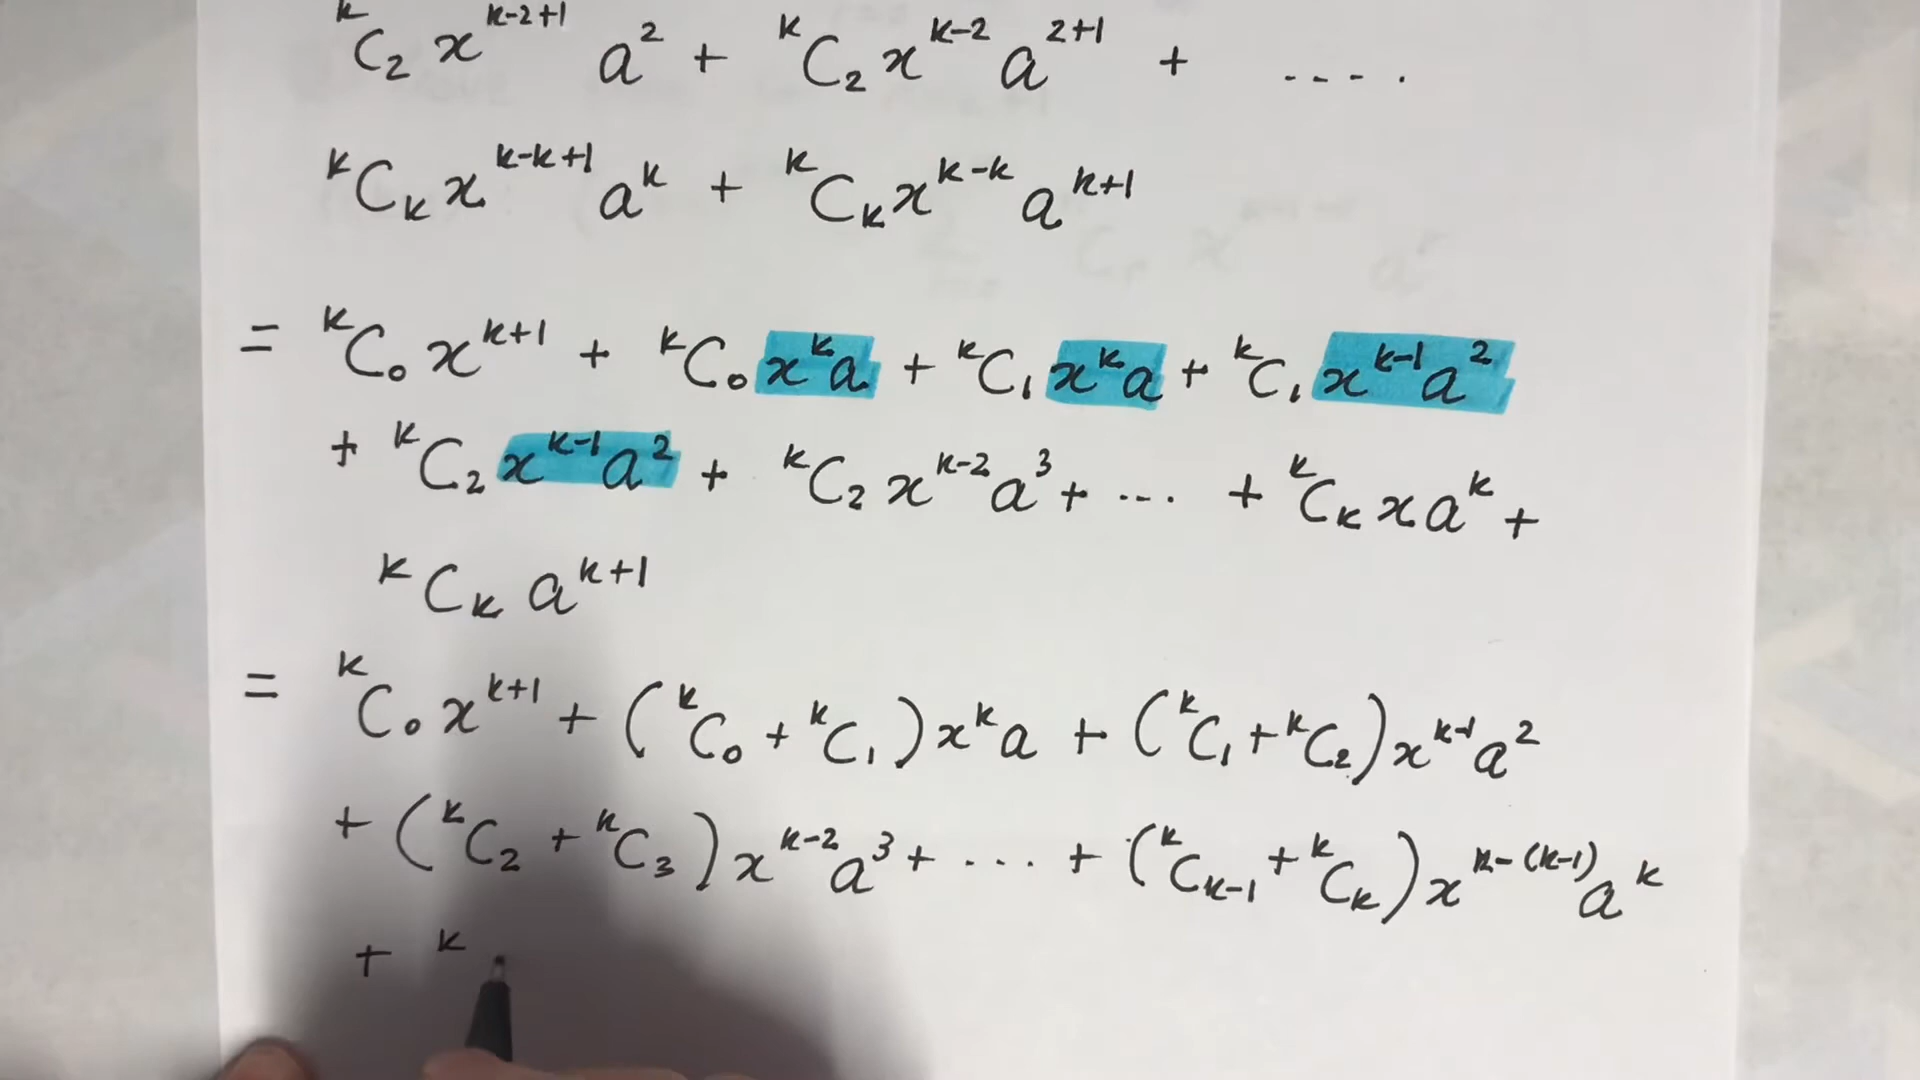 ᵏC₂ x^(k-2+1) a² + ᵏC₂ x^(k-2) a^(2+1) + ....
ᵏCₖ x^(k-k+1) aᵏ + ᵏCₖ x^(k-k) a^(k+1)
= ᵏC₀ x^(k+1) + ᵏC₀ xᵏa + ᵏC₁ xᵏa + ᵏC₁ x^(k-1) a²
+ ᵏC₂ x^(k-1) a² + ᵏC₂ x^(k-2) a³ + ... + ᵏCₖ x aᵏ +
ᵏCₖ a^(k+1)
= ᵏC₀ x^(k+1) + (ᵏC₀ + ᵏC₁) xᵏa + (ᵏC₁ + ᵏC₂) x^(k-1) a²
+ (ᵏC₂ + ᵏC₃) x^(k-2) a³ + ... + (ᵏCₖ₋₁ + ᵏCₖ) x^(k-(k-1)) aᵏ
+ ᵏ